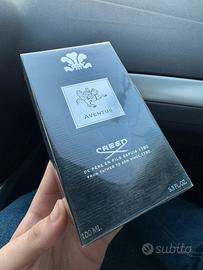 AVENTUS
CREED
DE PÈRE EN FILS DEPUIS 1760
FROM FATHER TO SON SINCE 1760
100 ML
3.3 FL.OZ
subito